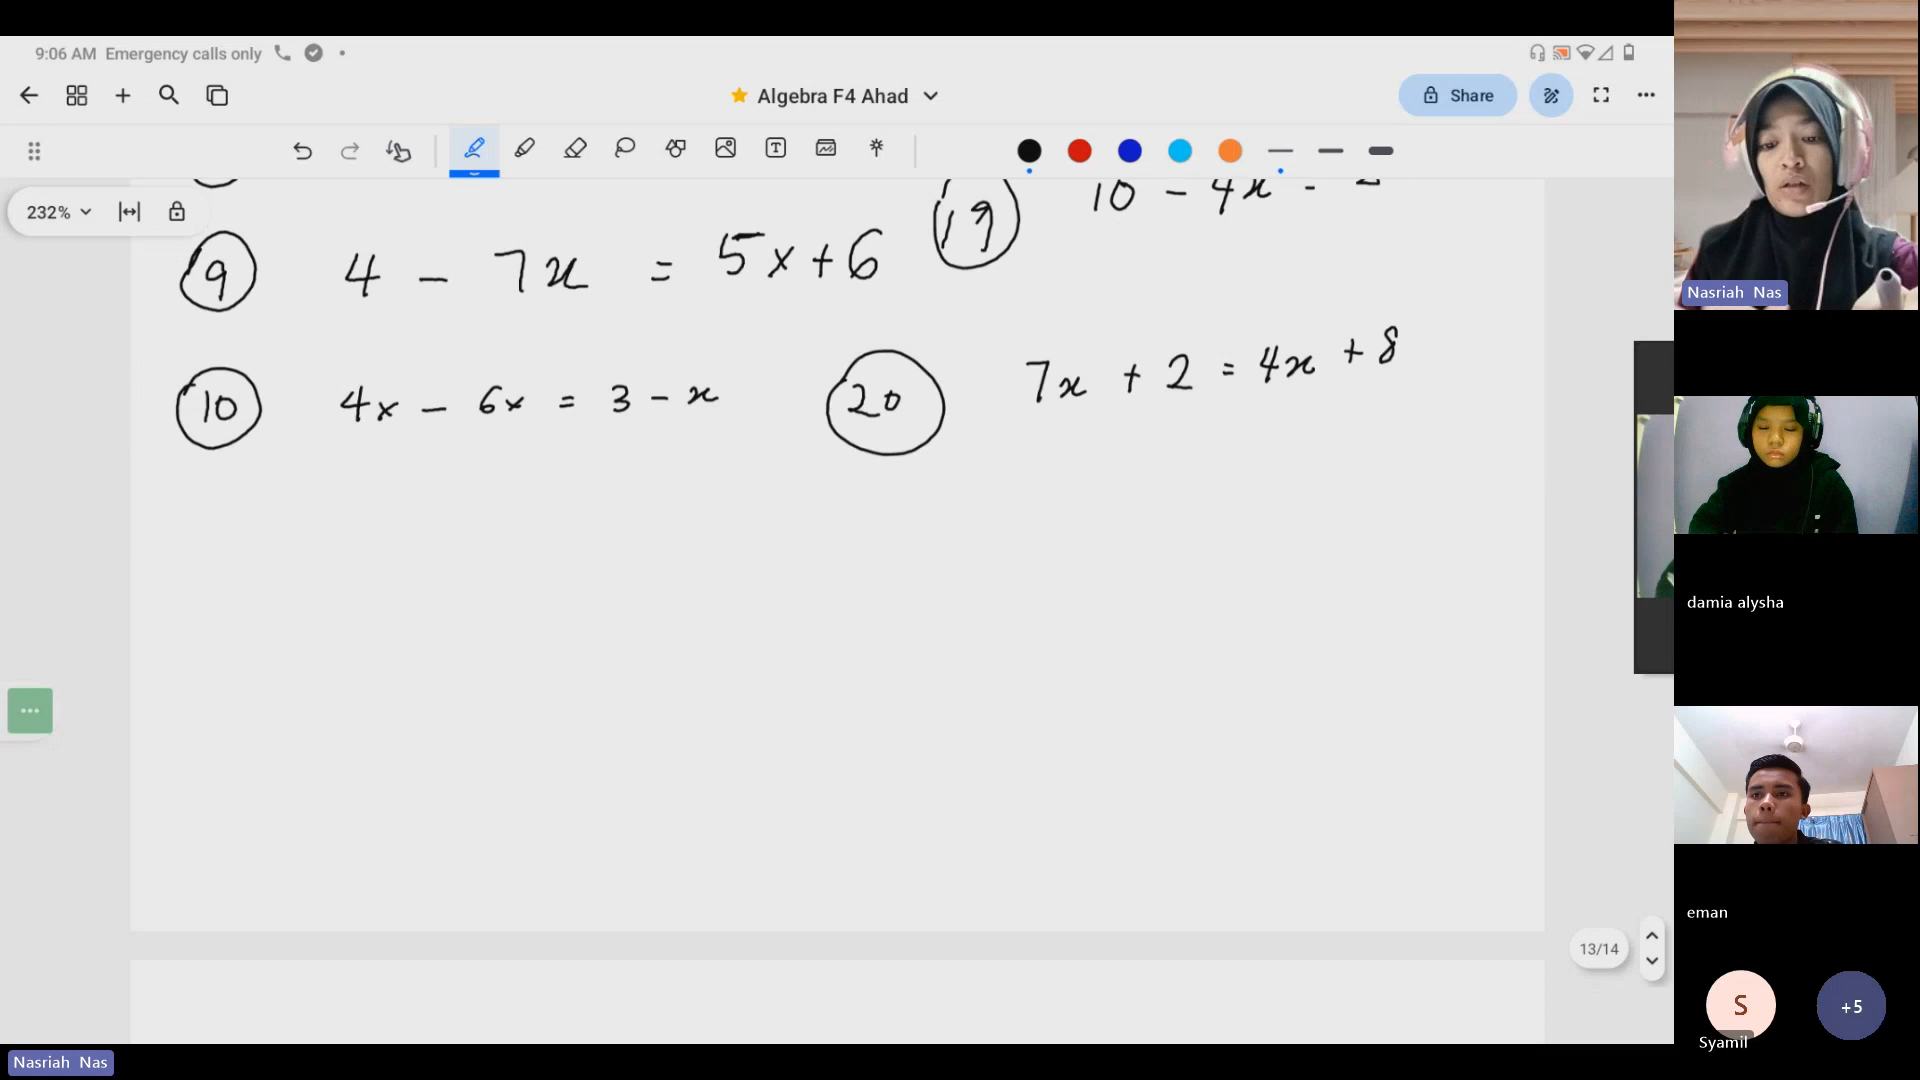 9:06 AM Emergency calls only
Algebra F4 Ahad
Share
232%
19 10 - 4x =
9 4 - 7x = 5x + 6
10 4x - 6x = 3 - x
20 7x + 2 = 4x + 8
13/14
Nasriah Nas
damia alysha
eman
S
+5
Syamil
Nasriah Nas